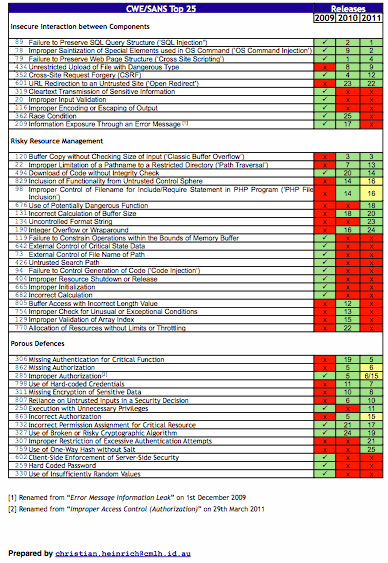 CWE/SANS Top 25 Releases
2009 2010 2011
Insecure Interaction between Components
89 Failure to Preserve SQL Query Structure ('SQL Injection') ✓ 2 1
78 Improper Sanitization of Special Elements used in OS Command ('OS Command Injection') ✓ 9 2
79 Failure to Preserve Web Page Structure ('Cross Site Scripting') ✓ 1 4
434 Unrestricted Upload of File with Dangerous Type x 8 9
352 Cross-Site Request Forgery (CSRF) ✓ 4 12
601 URL Redirection to an Untrusted Site ('Open Redirect') x 23 22
319 Cleartext Transmission of Sensitive Information ✓ x x
20 Improper Input Validation ✓ x x
116 Improper Encoding or Escaping of Output ✓ x x
362 Race Condition ✓ 25 x
209 Information Exposure Through an Error Message [1] ✓ 17 x
Risky Resource Management
120 Buffer Copy without Checking Size of Input ('Classic Buffer Overflow') x 3 3
22 Improper Limitation of a Pathname to a Restricted Directory ('Path Traversal') x 7 13
494 Download of Code without Integrity Check ✓ 20 14
829 Inclusion of Functionality from Untrusted Control Sphere x 14 16
98 Improper Control of Filename for Include/Require Statement in PHP Program ('PHP File Inclusion') x 14 16
676 Use of Potentially Dangerous Function x x 18
131 Incorrect Calculation of Buffer Size x 18 20
134 Uncontrolled Format String x x 23
190 Integer Overflow or Wraparound x 16 24
119 Failure to Constrain Operations within the Bounds of Memory Buffer ✓ x x
642 External Control of Critical State Data ✓ x x
73 External Control of File Name of Path ✓ x x
426 Untrusted Search Path ✓ x x
94 Failure to Control Generation of Code ('Code Injection') ✓ x x
404 Improper Resource Shutdown or Release ✓ x x
665 Improper Initialization ✓ x x
682 Incorrect Calculation ✓ x x
805 Buffer Access with Incorrect Length Value x 12 x
754 Improper Check for Unusual or Exceptional Conditions x 13 x
129 Improper Validation of Array Index x 15 x
770 Allocation of Resources without Limits or Throttling x 22 x
Porous Defences
306 Missing Authentication for Critical Function x 19 5
862 Missing Authorization x 5 6
285 Improper Authorization[2] ✓ 5 6/15
798 Use of Hard-coded Credentials x 11 7
311 Missing Encryption of Sensitive Data x 10 8
807 Reliance on Untrusted Inputs in a Security Decision x 6 10
250 Execution with Unnecessary Privileges ✓ x 11
863 Incorrect Authorization x 5 15
732 Incorrect Permission Assignment for Critical Resource ✓ 21 17
327 Use of Broken or Risky Cryptographic Algorithm ✓ 24 19
307 Improper Restriction of Excessive Authentication Attempts x x 21
759 Use of One-Way Hash without Salt x x 25
602 Client-Side Enforcement of Server-Side Security ✓ x x
259 Hard Coded Password ✓ x x
330 Use of Insufficiently Random Values ✓ x x
[1] Renamed from "Error Message Information Leak" on 1st December 2009
[2] Renamed from "Improper Access Control (Authorization)" on 29th March 2011
Prepared by christian.heinrich@cmlh.id.au